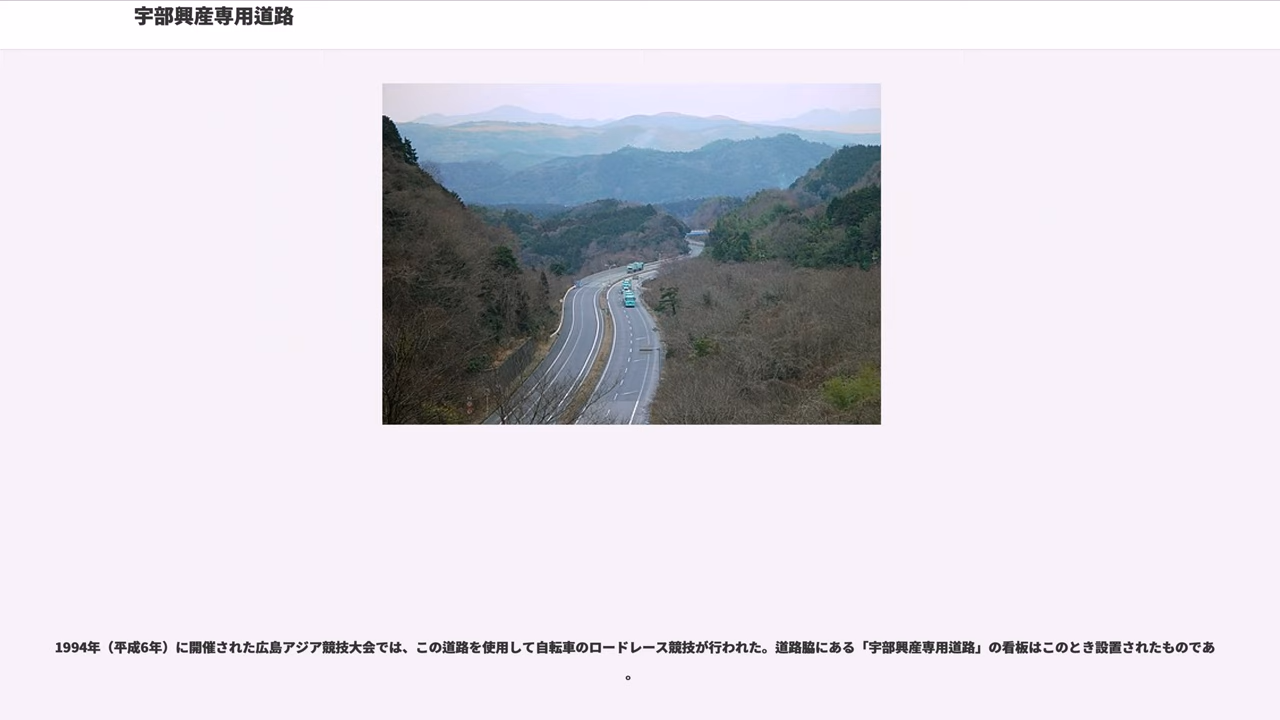 宇部興産専用道路
1994年（平成6年）に開催された広島アジア競技大会では、この道路を使用して自転車のロードレース競技が行われた。道路脇にある「宇部興産専用道路」の看板はこのとき設置されたものであ
。